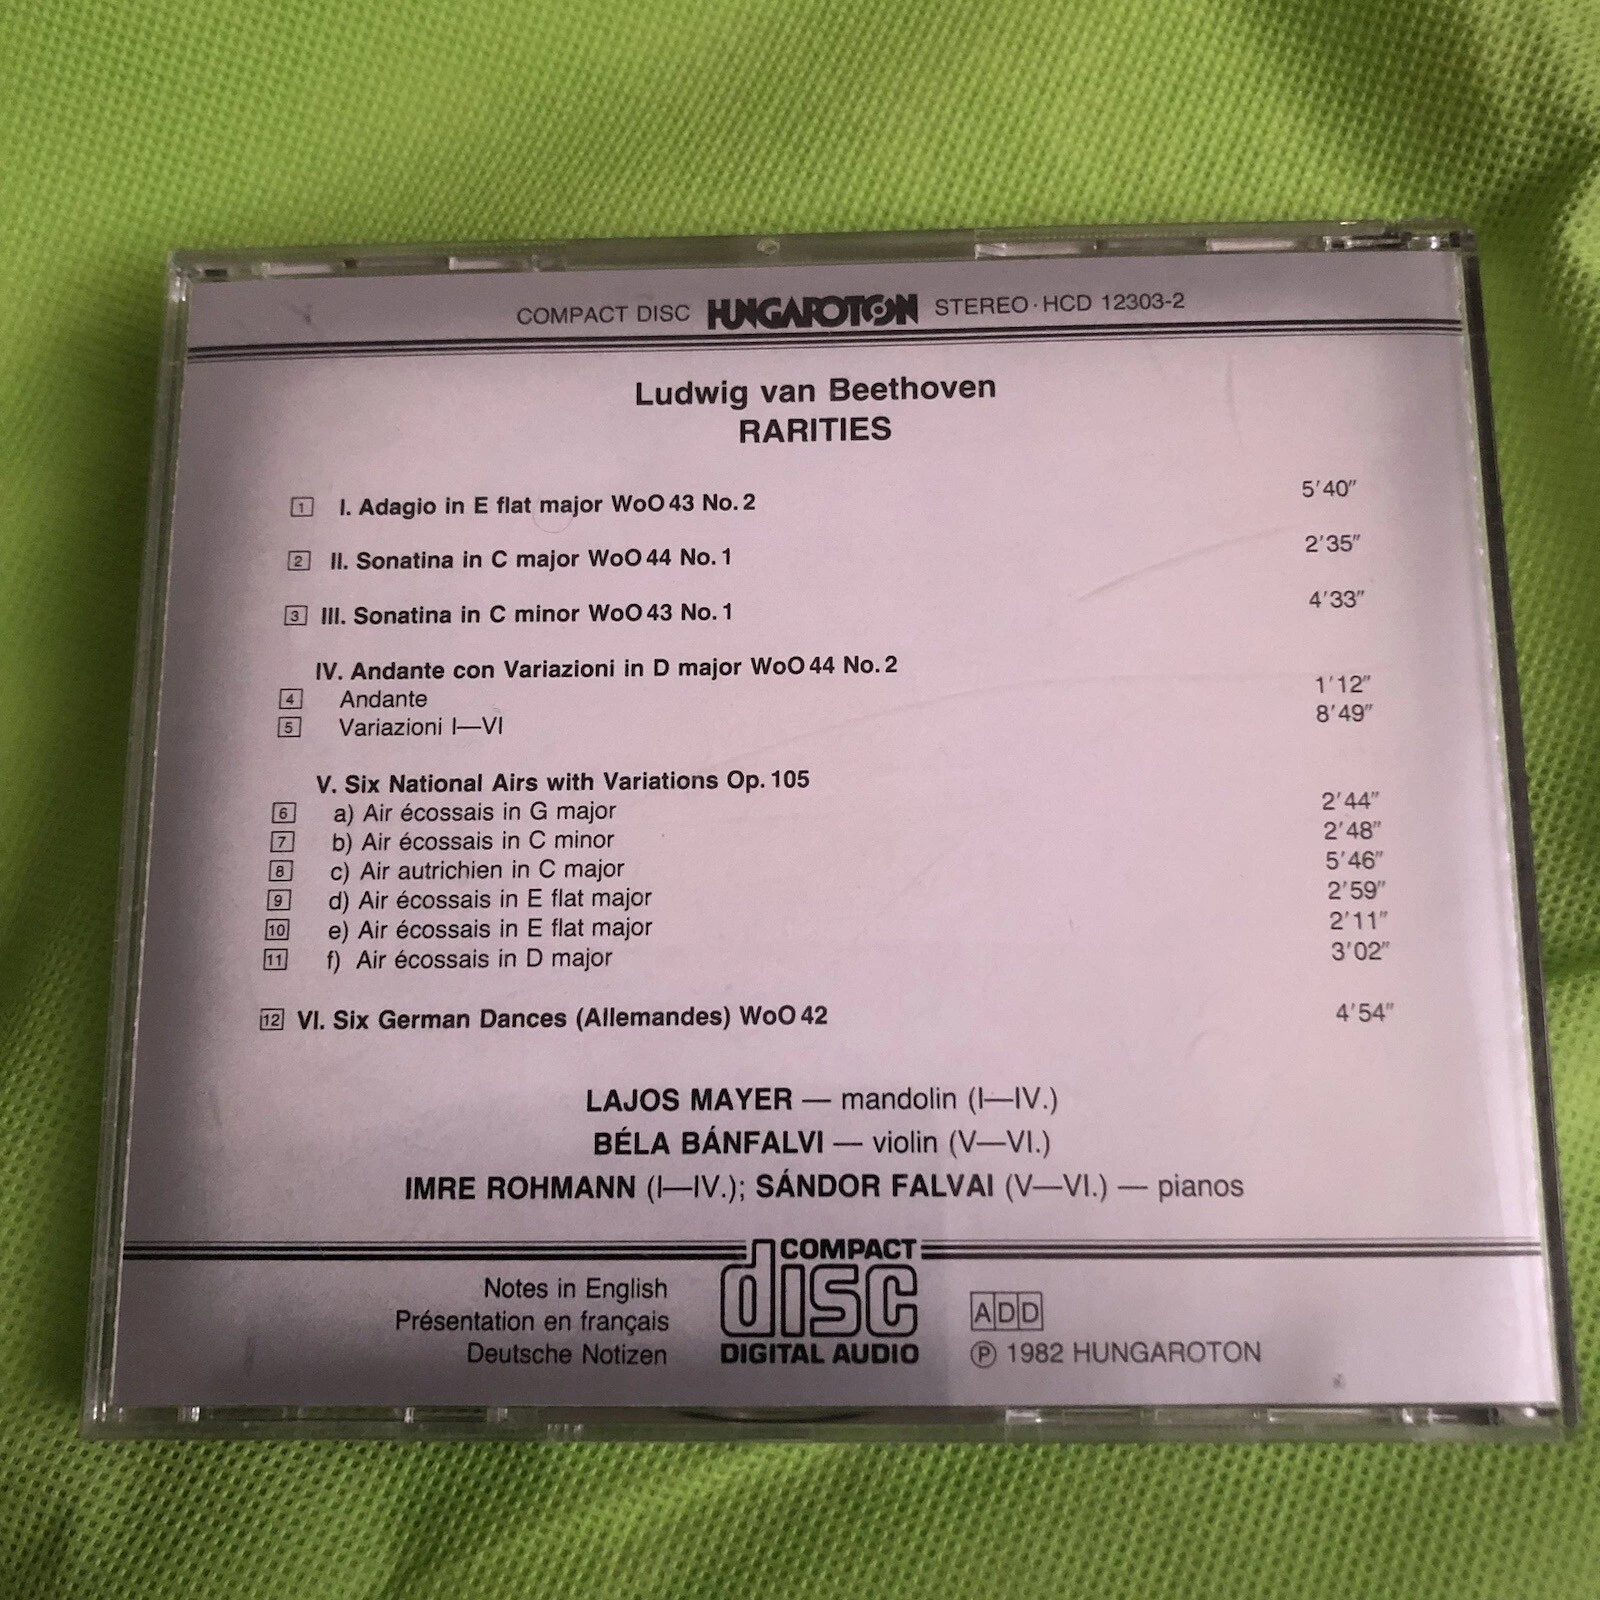 COMPACT DISC HUNGAROTON STEREO · HCD 12303-2
Ludwig van Beethoven
RARITIES
1 I. Adagio in E flat major WoO 43 No. 2 5′40″
2 II. Sonatina in C major WoO 44 No. 1 2′35″
3 III. Sonatina in C minor WoO 43 No. 1 4′33″
IV. Andante con Variazioni in D major WoO 44 No. 2
4 Andante 1′12″
5 Variazioni I—VI 8′49″
V. Six National Airs with Variations Op. 105
6 a) Air écossais in G major 2′44″
7 b) Air écossais in C minor 2′48″
8 c) Air autrichien in C major 5′46″
9 d) Air écossais in E flat major 2′59″
10 e) Air écossais in E flat major 2′11″
11 f) Air écossais in D major 3′02″
12 VI. Six German Dances (Allemandes) WoO 42 4′54″
LAJOS MAYER — mandolin (I—IV.)
BÉLA BÁNFALVI — violin (V—VI.)
IMRE ROHMANN (I—IV.); SÁNDOR FALVAI (V—VI.) — pianos
Notes in English
Présentation en français
Deutsche Notizen
COMPACT
disc
DIGITAL AUDIO
ADD
℗ 1982 HUNGAROTON